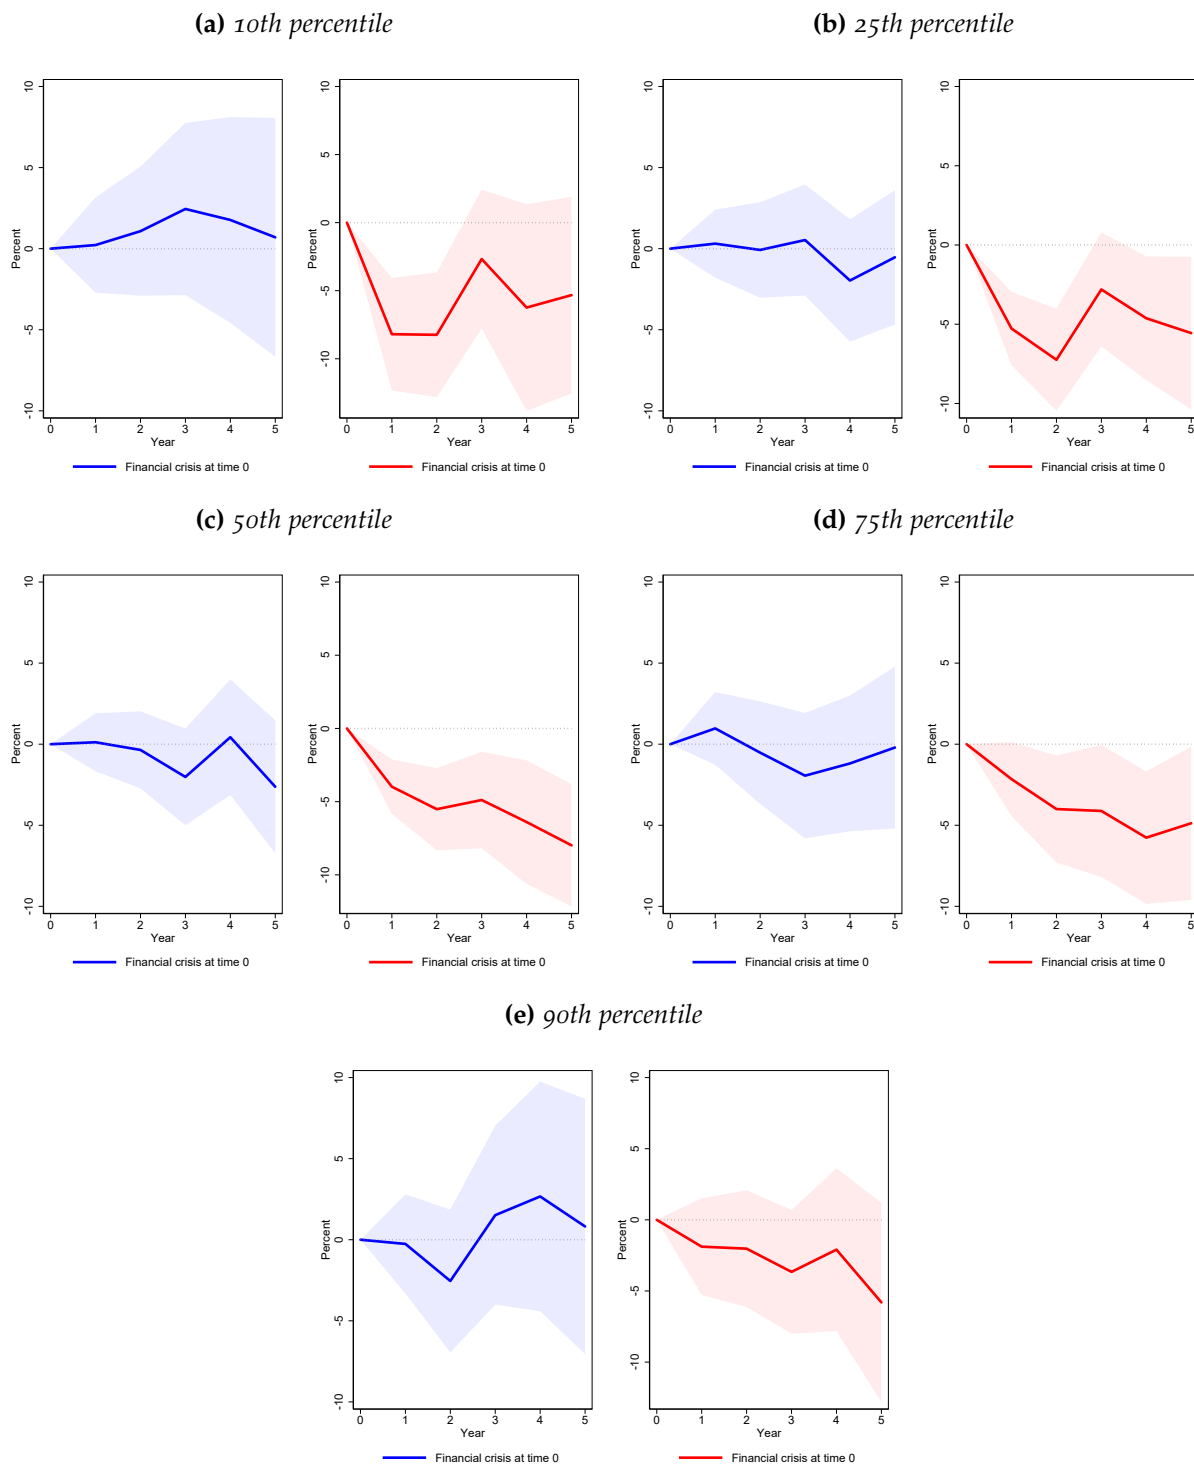 (a) 10th percentile
(b) 25th percentile
10
5
0
-5
-10
Percent
0 1 2 3 4 5
Year
Financial crisis at time 0
10
5
0
-5
-10
Percent
0 1 2 3 4 5
Year
Financial crisis at time 0
10
5
0
-5
-10
Percent
0 1 2 3 4 5
Year
Financial crisis at time 0
10
5
0
-5
-10
Percent
0 1 2 3 4 5
Year
Financial crisis at time 0
(c) 50th percentile
(d) 75th percentile
10
5
0
-5
-10
Percent
0 1 2 3 4 5
Year
Financial crisis at time 0
10
5
0
-5
-10
Percent
0 1 2 3 4 5
Year
Financial crisis at time 0
10
5
0
-5
-10
Percent
0 1 2 3 4 5
Year
Financial crisis at time 0
10
5
0
-5
-10
Percent
0 1 2 3 4 5
Year
Financial crisis at time 0
(e) 90th percentile
10
5
0
-5
-10
Percent
0 1 2 3 4 5
Year
Financial crisis at time 0
10
5
0
-5
-10
Percent
0 1 2 3 4 5
Year
Financial crisis at time 0